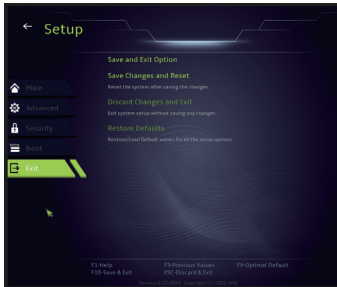 Setup
Save and Exit Option
Save Changes and Reset
Reset the system after saving the changes.
Discard Changes and Exit
Exit system setup without saving any changes.
Restore Defaults
Restore/Load Default values for all the setup options.
Main
Advanced
Security
Boot
Exit
F1-Help F3-Previous Values F9-Optimal Default
F10-Save & Exit ESC-Discard & Exit